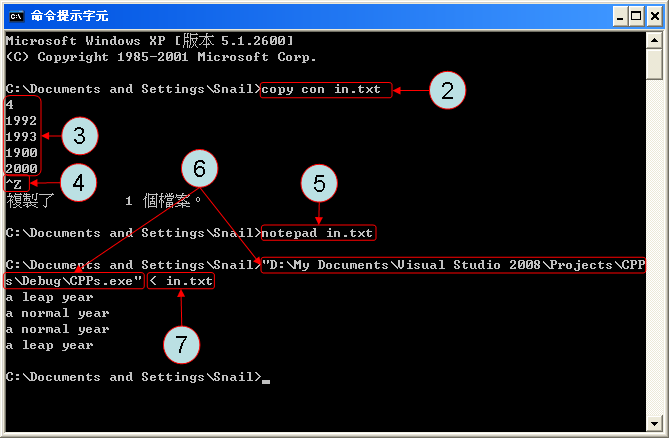 命令提示字元
Microsoft Windows XP [版本 5.1.2600]
(C) Copyright 1985-2001 Microsoft Corp.
C:\Documents and Settings\Snail>copy con in.txt
2
4
1992
1993
1900
2000
3
^Z
4
複製了         1 個檔案。
6
5
C:\Documents and Settings\Snail>notepad in.txt
C:\Documents and Settings\Snail>"D:\My Documents\Visual Studio 2008\Projects\CPP
s\Debug\CPPs.exe" < in.txt
a leap year
a normal year
a normal year
a leap year
7
C:\Documents and Settings\Snail>_